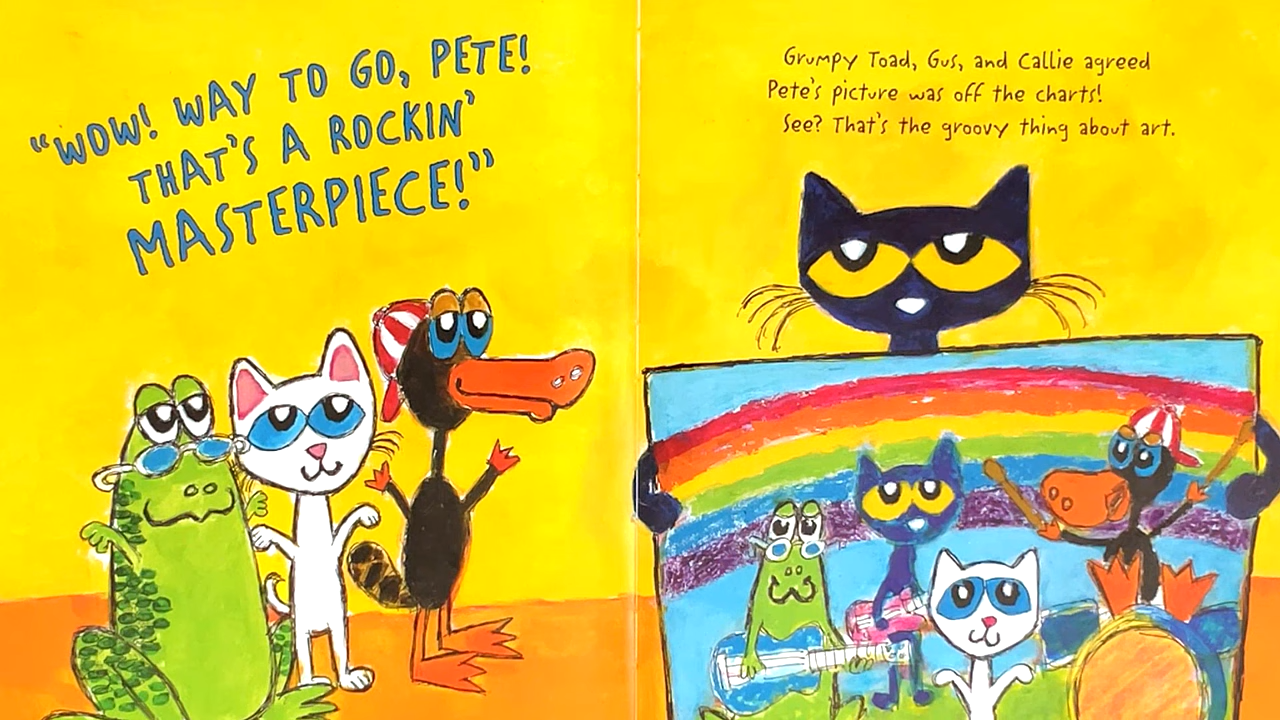 “WOW! WAY TO GO, PETE!
THAT’S A ROCKIN’
MASTERPIECE!”
Grumpy Toad, Gus, and Callie agreed
Pete’s picture was off the charts!
See? That’s the groovy thing about art.